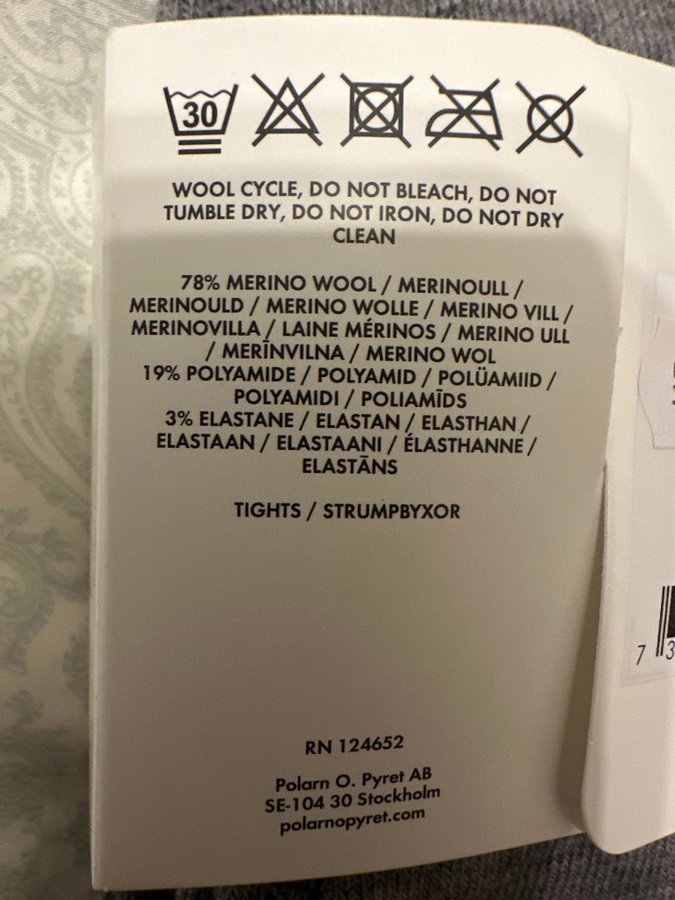 30
WOOL CYCLE, DO NOT BLEACH, DO NOT
TUMBLE DRY, DO NOT IRON, DO NOT DRY
CLEAN
78% MERINO WOOL / MERINOULL /
MERINOULD / MERINO WOLLE / MERINO VILL /
MERINOVILLA / LAINE MÉRINOS / MERINO ULL
/ MERĪNVILNA / MERINO WOL
19% POLYAMIDE / POLYAMID / POLÜAMIID /
POLYAMIDI / POLIAMĪDS
3% ELASTANE / ELASTAN / ELASTHAN /
ELASTAAN / ELASTAANI / ÉLASTHANNE /
ELASTĀNS
TIGHTS / STRUMPBYXOR
RN 124652
Polarn O. Pyret AB
SE-104 30 Stockholm
polarnopyret.com
7 3